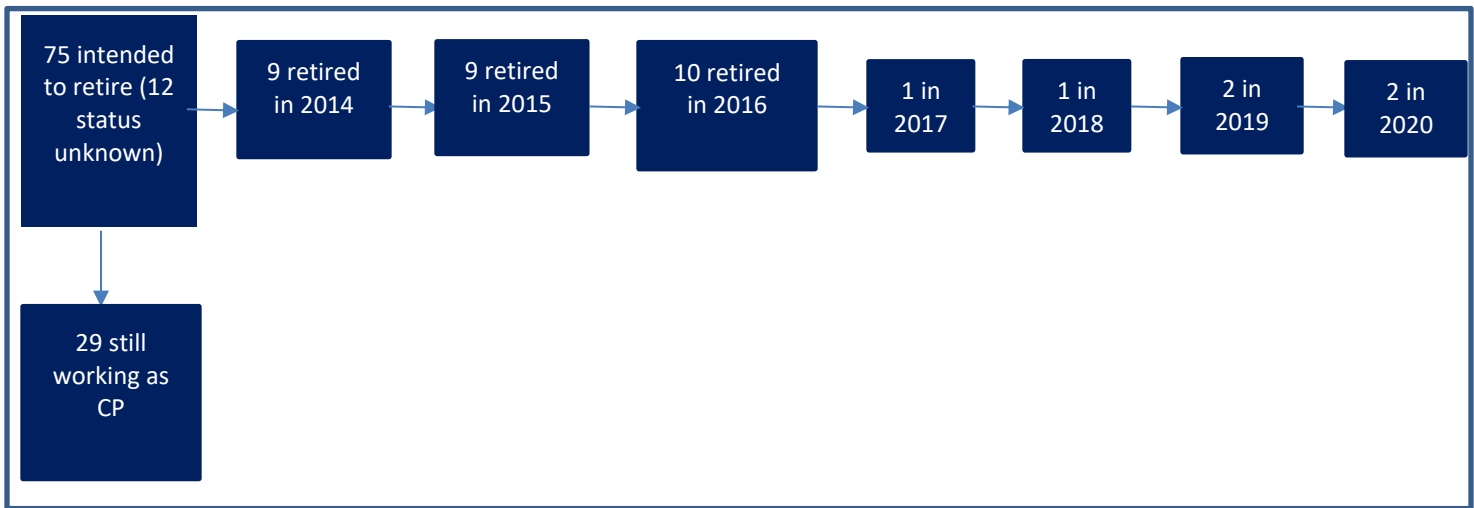 75 intended
to retire (12
status
unknown)
9 retired
in 2014
9 retired
in 2015
10 retired
in 2016
1 in
2017
1 in
2018
2 in
2019
2 in
2020
29 still
working as
CP